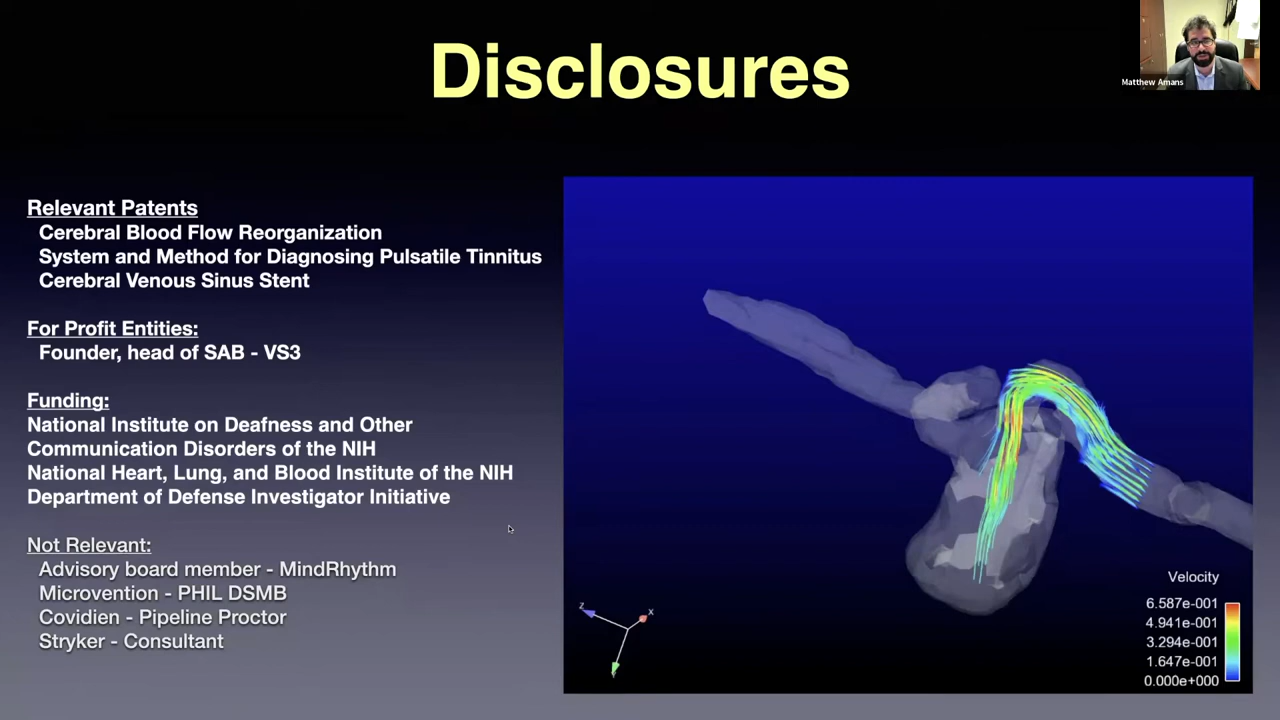 Disclosures
Matthew Amans
Relevant Patents
Cerebral Blood Flow Reorganization
System and Method for Diagnosing Pulsatile Tinnitus
Cerebral Venous Sinus Stent
For Profit Entities:
Founder, head of SAB - VS3
Funding:
National Institute on Deafness and Other
Communication Disorders of the NIH
National Heart, Lung, and Blood Institute of the NIH
Department of Defense Investigator Initiative
Not Relevant:
Advisory board member - MindRhythm
Microvention - PHIL DSMB
Covidien - Pipeline Proctor
Stryker - Consultant
z
x
Velocity
6.587e-001
4.941e-001
3.294e-001
1.647e-001
0.000e+000